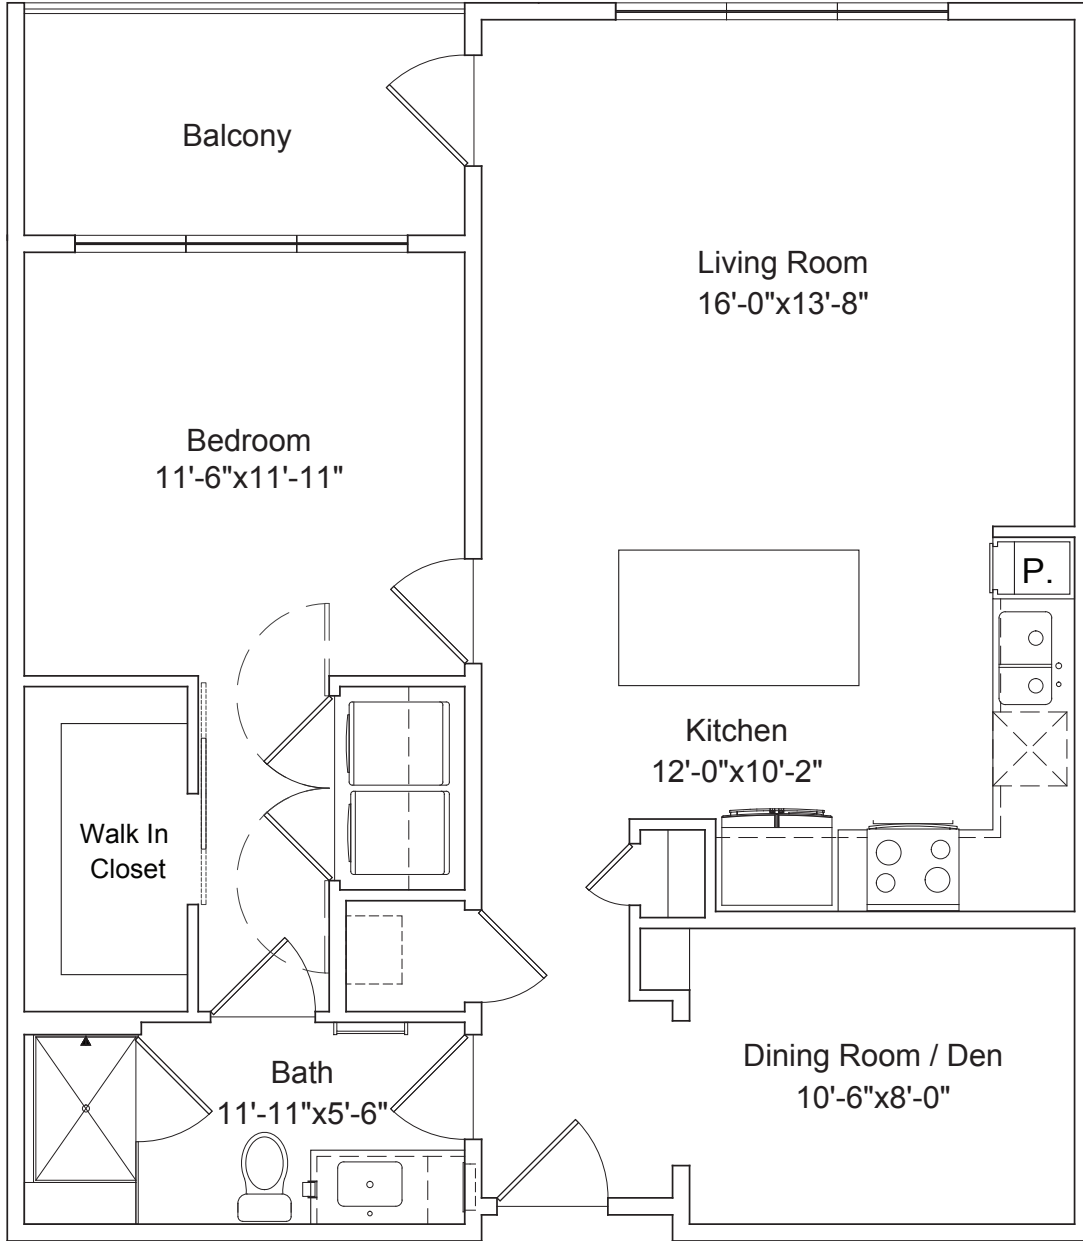 Balcony
Living Room
16'-0"x13'-8"
Bedroom
11'-6"x11'-11"
P.
Kitchen
12'-0"x10'-2"
Walk In
Closet
Dining Room / Den
10'-6"x8'-0"
Bath
11'-11"x5'-6"